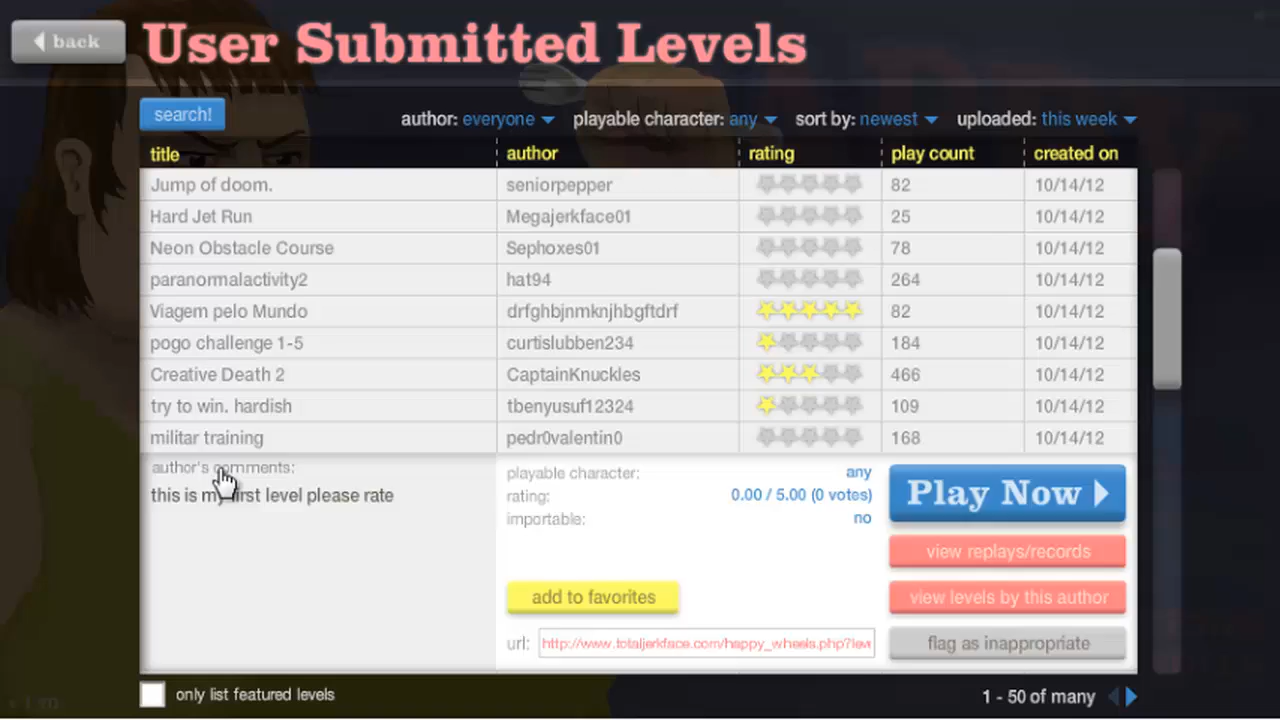 back
User Submitted Levels
search!
author: everyone playable character: any sort by: newest uploaded: this week
title author rating play count created on
Jump of doom. seniorpepper 82 10/14/12
Hard Jet Run Megajerkface01 25 10/14/12
Neon Obstacle Course Sephoxes01 78 10/14/12
paranormalactivity2 hat94 264 10/14/12
Viagem pelo Mundo drfghbjnmknjhbgftdrf 82 10/14/12
pogo challenge 1-5 curtislubben234 184 10/14/12
Creative Death 2 CaptainKnuckles 466 10/14/12
try to win. hardish tbenyusuf12324 109 10/14/12
militar training pedr0valentin0 168 10/14/12
author's comments:
this is my first level please rate
playable character: any
rating: 0.00 / 5.00 (0 votes)
importable: no
add to favorites
url: http://www.totaljerkface.com/happy_wheels.php?lev
Play Now
view replays/records
view levels by this author
flag as inappropriate
only list featured levels
1 - 50 of many